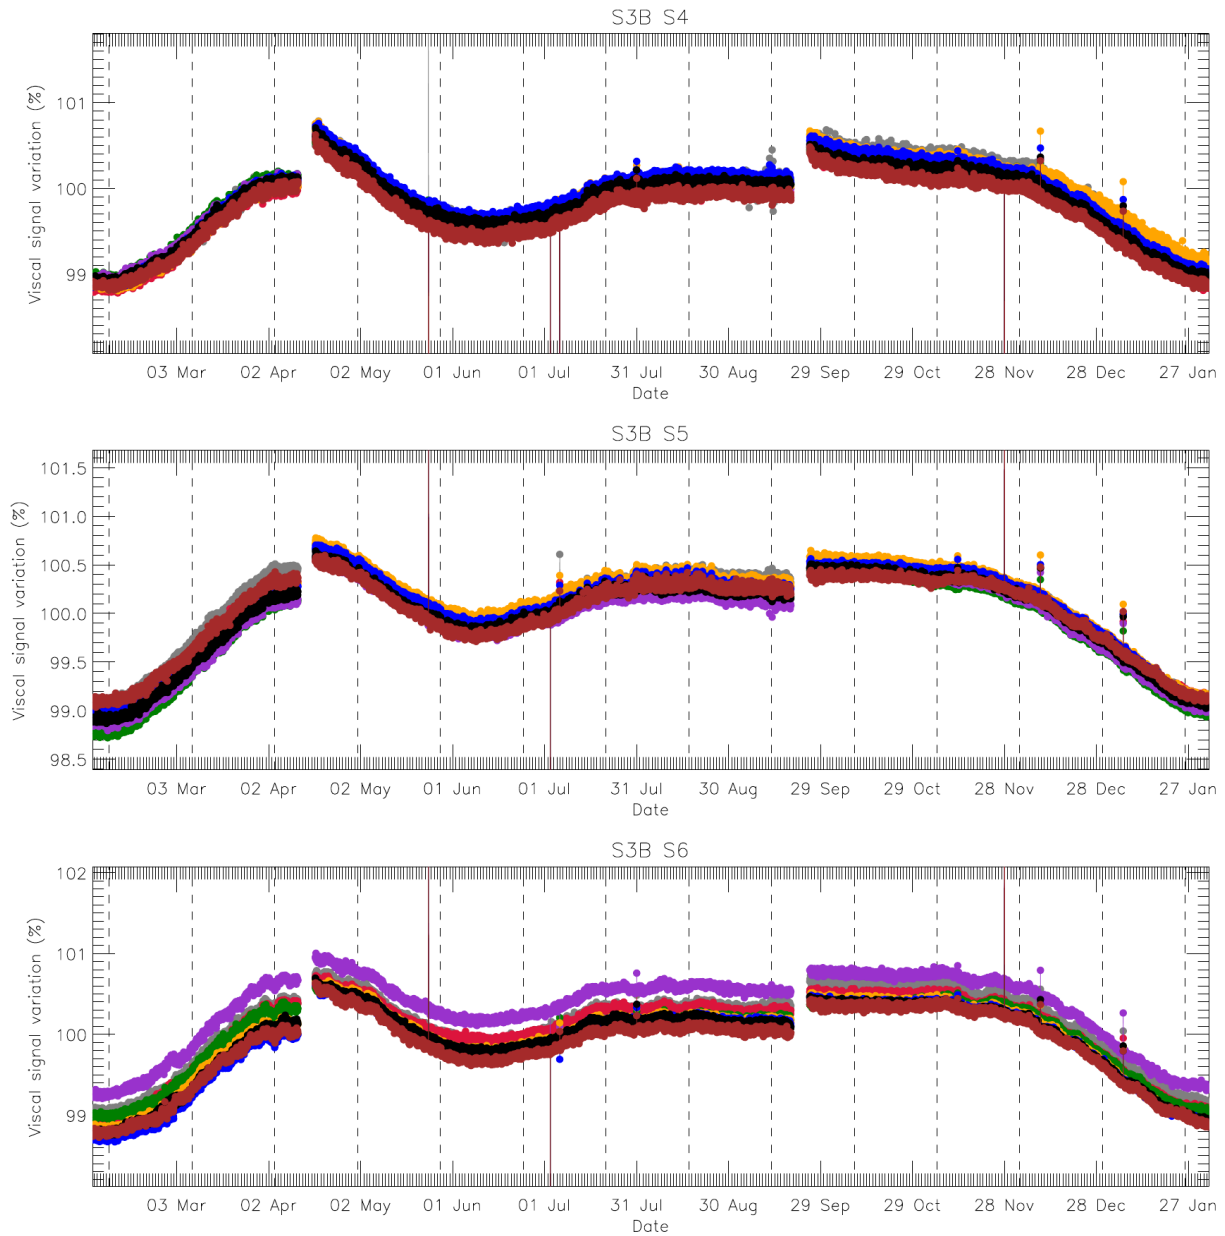 S3B S4
Viscal signal variation (%)
101
100
99
03 Mar 02 Apr 02 May 01 Jun 01 Jul 31 Jul 30 Aug 29 Sep 29 Oct 28 Nov 28 Dec 27 Jan
Date
S3B S5
Viscal signal variation (%)
101.5
101.0
100.5
100.0
99.5
99.0
98.5
03 Mar 02 Apr 02 May 01 Jun 01 Jul 31 Jul 30 Aug 29 Sep 29 Oct 28 Nov 28 Dec 27 Jan
Date
S3B S6
Viscal signal variation (%)
102
101
100
99
03 Mar 02 Apr 02 May 01 Jun 01 Jul 31 Jul 30 Aug 29 Sep 29 Oct 28 Nov 28 Dec 27 Jan
Date